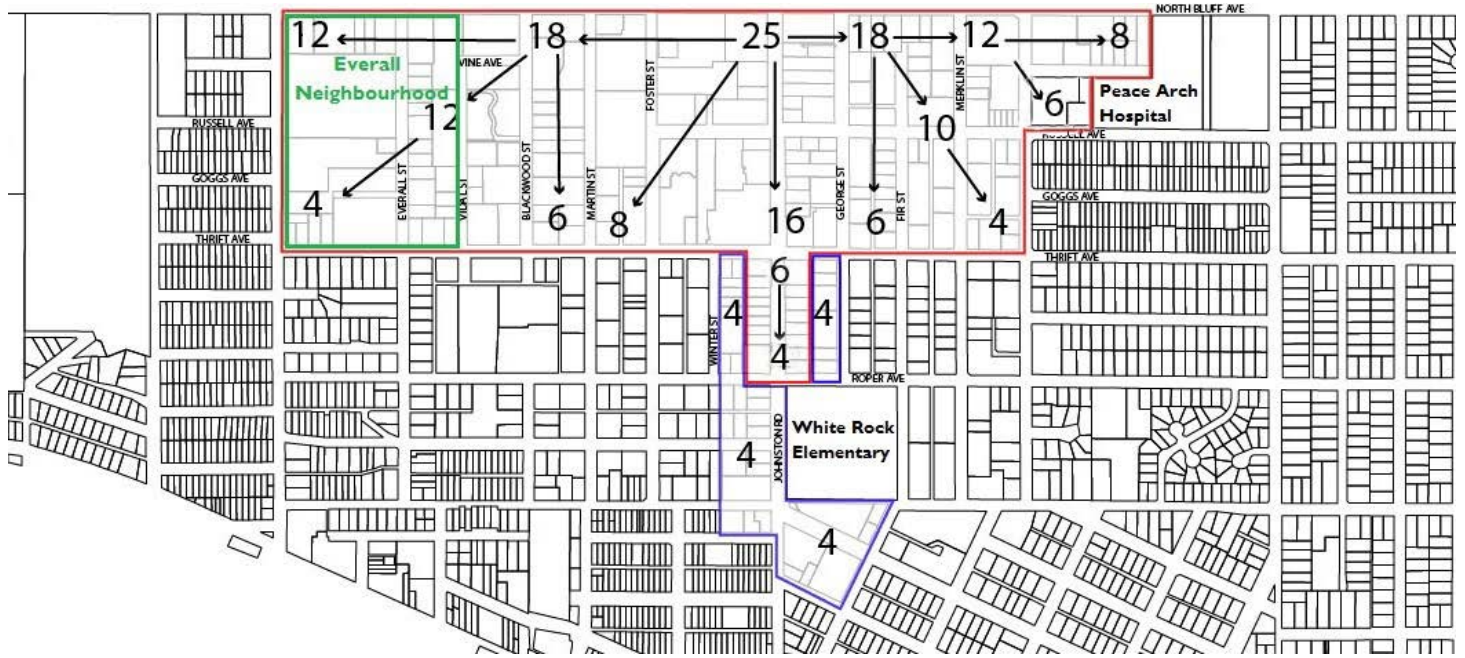 NORTH BLUFF AVE
12
18
25
18
12
8
Everall
Neighbourhood
VINE AVE
FOSTER ST
MERKLIN ST
Peace Arch
Hospital
6
12
10
RUSSELL AVE
RUSSELL AVE
GOGGS AVE
GOGGS AVE
EVERALL ST
VIDAL ST
BLACKWOOD ST
MARTIN ST
GEORGE ST
FIR ST
4
6
8
16
6
4
THRIFT AVE
THRIFT AVE
6
4
4
WINTER ST
4
ROPER AVE
White Rock
Elementary
JOHNSTON RD
4
4